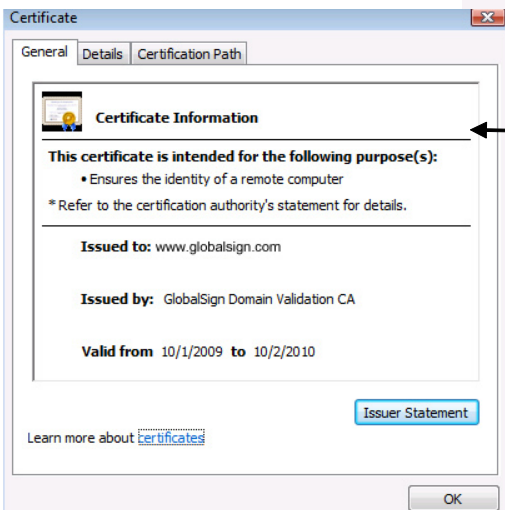 Certificate
General Details Certification Path
Certificate Information
This certificate is intended for the following purpose(s):
• Ensures the identity of a remote computer
* Refer to the certification authority's statement for details.
Issued to: www.globalsign.com
Issued by: GlobalSign Domain Validation CA
Valid from 10/1/2009 to 10/2/2010
Issuer Statement
Learn more about certificates
OK